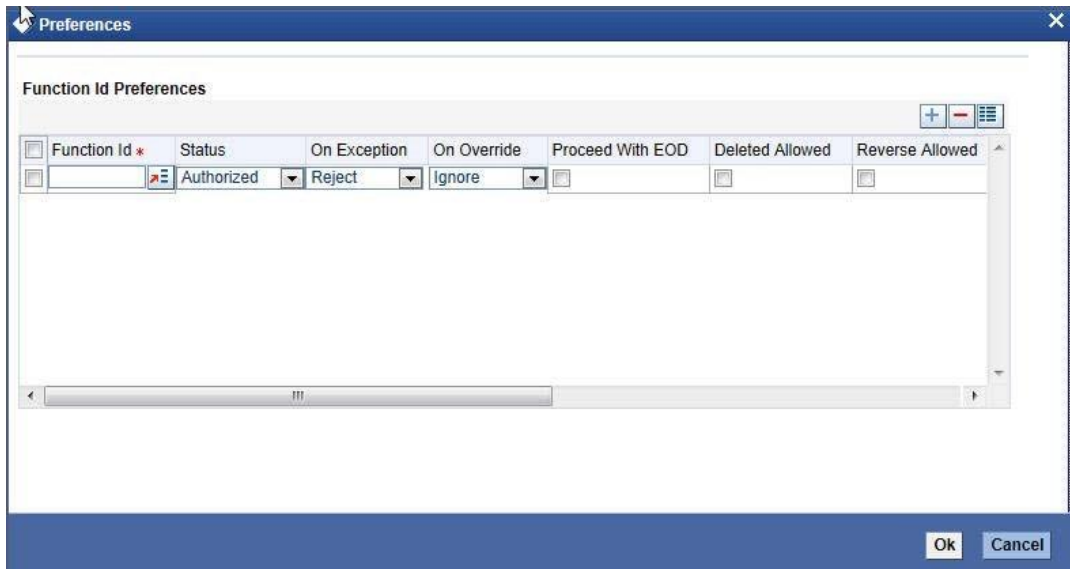 Preferences
Function Id Preferences
Function Id * Status On Exception On Override Proceed With EOD Deleted Allowed Reverse Allowed
Authorized Reject Ignore
Ok Cancel